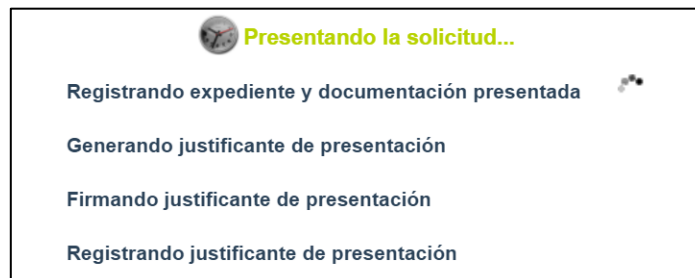 Presentando la solicitud...
Registrando expediente y documentación presentada
Generando justificante de presentación
Firmando justificante de presentación
Registrando justificante de presentación